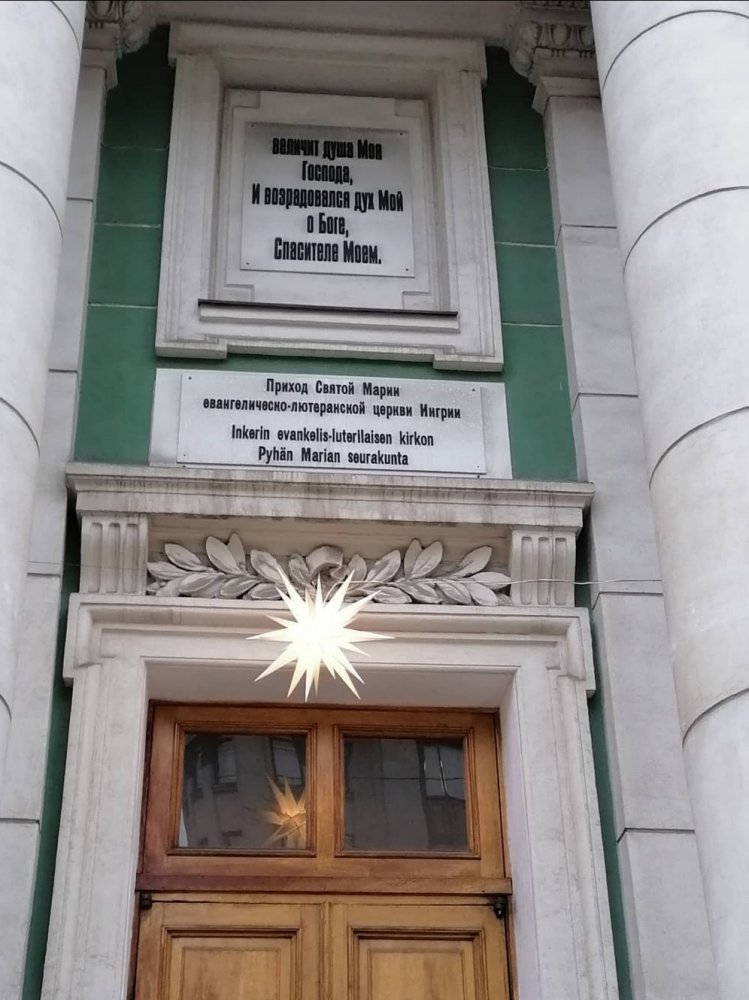 величит душа Моя
Господа,
И возрадовался дух Мой
о Боге,
Спасителе Моем.
Приход Святой Марии
евангелическо-лютеранской церкви Ингрии
Inkerin evankelis-luterilaisen kirkon
Pyhän Marian seurakunta